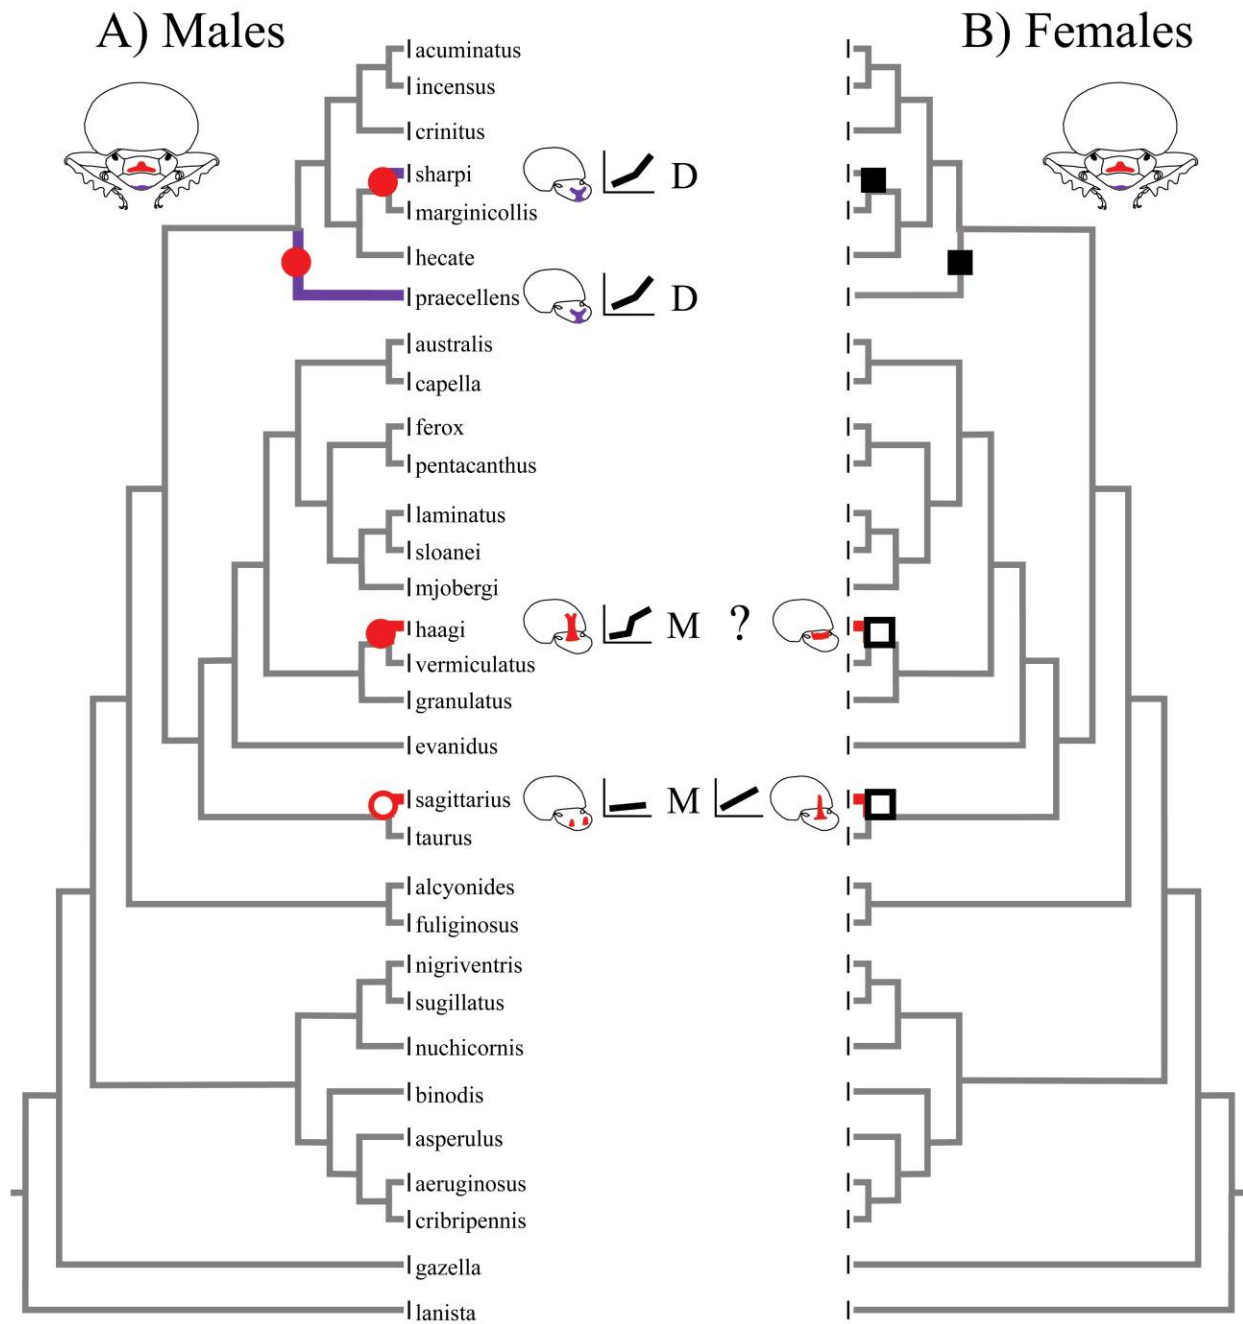 A) Males
B) Females
acuminatus
incensus
crinitus
sharpi D
marginicollis
hecate
praecellens D
australis
capella
ferox
pentacanthus
laminatus
sloanei
mjobergi
haagi M ?
vermiculatus
granulatus
evanidus
sagittarius M
taurus
alcyonides
fuliginosus
nigriventris
sugillatus
nuchicornis
binodis
asperulus
aeruginosus
cribripennis
gazella
lanista